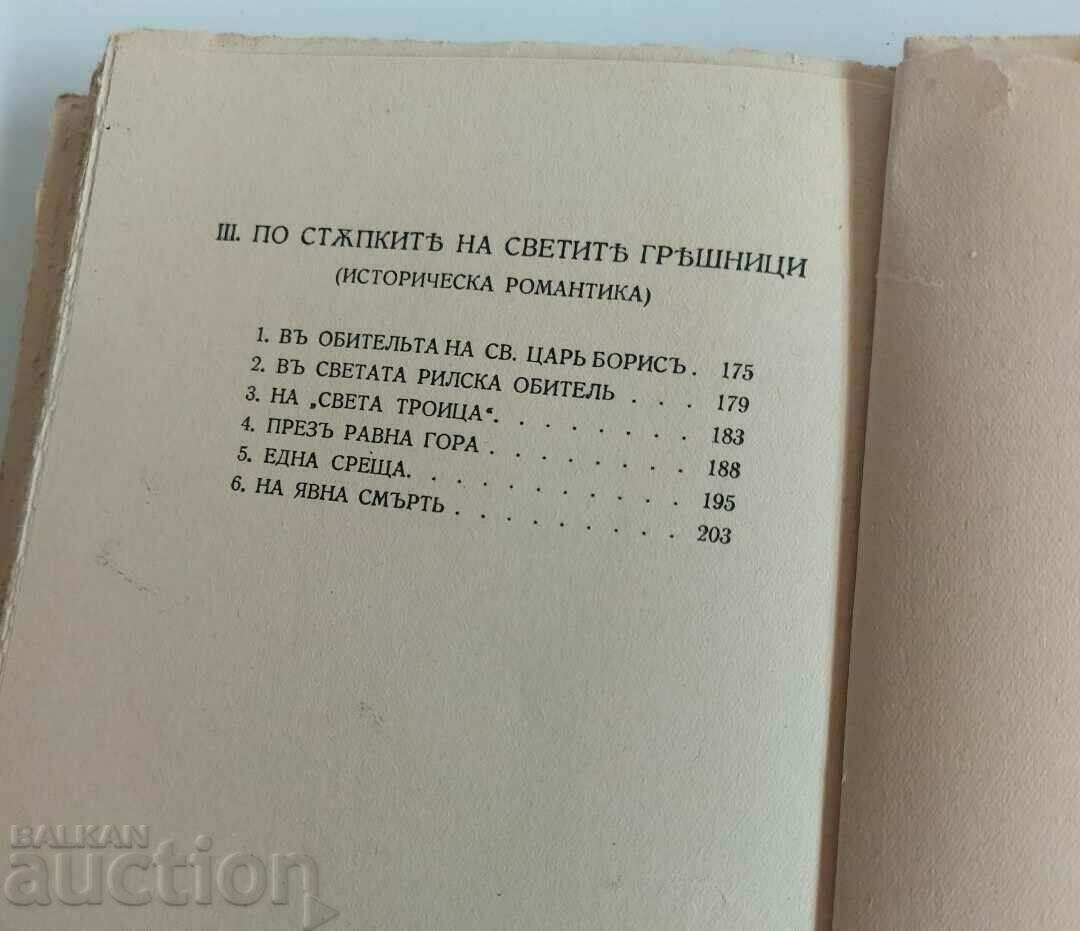 III. ПО СТѪПКИТѢ НА СВЕТИТѢ ГРѢШНИЦИ
(ИСТОРИЧЕСКА РОМАНТИКА)
1. ВЪ ОБИТЕЛЬТА НА СВ. ЦАРЬ БОРИСЪ . 175
2. ВЪ СВЕТАТА РИЛСКА ОБИТЕЛЬ . . . 179
3. НА „СВЕТА ТРОИЦА“. . . . . . . 183
4. ПРЕЗЪ РАВНА ГОРА . . . . . . . . 188
5. ЕДНА СРЕЩА. . . . . . . . . . 195
6. НА ЯВНА СМЪРТЬ . . . . . . . . . 203
BALKAN
auction